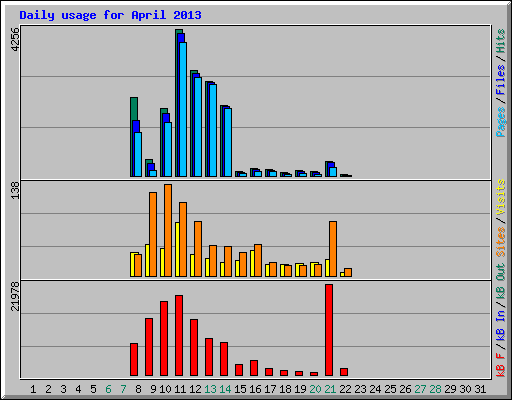 Daily usage for April 2013
4256
Pages / Files / Hits
138
Sites / Visits
21978
kB F / kB In / kB Out
1 2 3 4 5 6 7 8 9 10 11 12 13 14 15 16 17 18 19 20 21 22 23 24 25 26 27 28 29 30 31